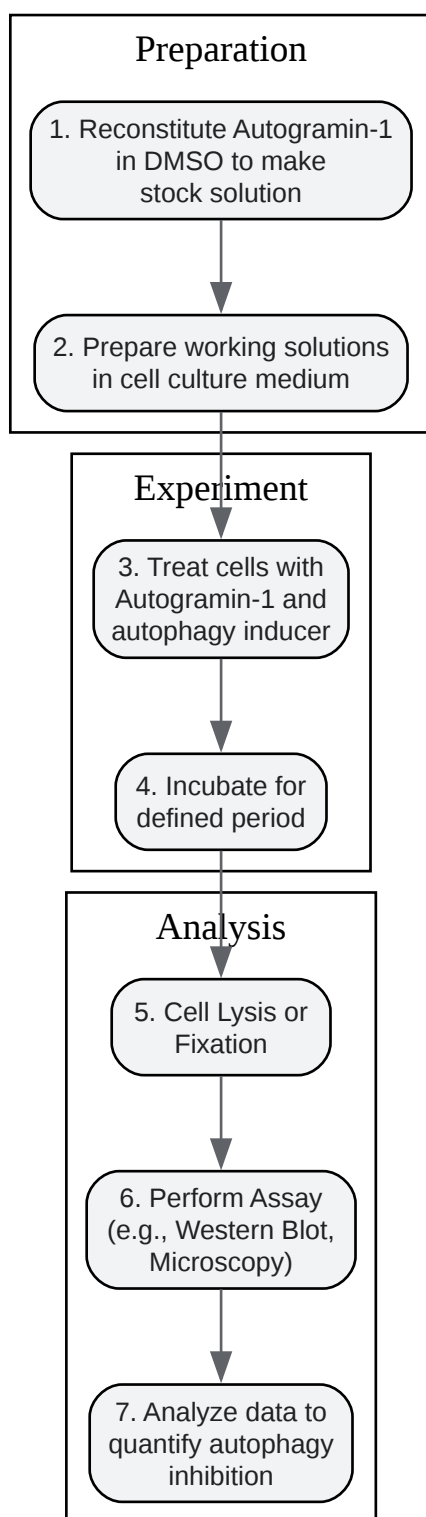 Preparation
1. Reconstitute Autogramin-1
in DMSO to make
stock solution
2. Prepare working solutions
in cell culture medium
Experiment
3. Treat cells with
Autogramin-1 and
autophagy inducer
4. Incubate for
defined period
Analysis
5. Cell Lysis or
Fixation
6. Perform Assay
(e.g., Western Blot,
Microscopy)
7. Analyze data to
quantify autophagy
inhibition